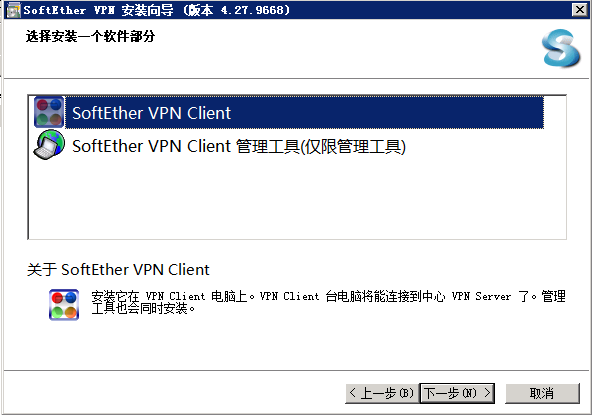 SoftEther VPN 安装向导 (版本 4.27.9668)
选择安装一个软件部分
SoftEther VPN Client
SoftEther VPN Client 管理工具(仅限管理工具)
关于 SoftEther VPN Client
安装它在 VPN Client 电脑上。VPN Client 台电脑将能连接到中心 VPN Server 了。管理
工具也会同时安装。
< 上一步(B) 下一步(N) > 取消